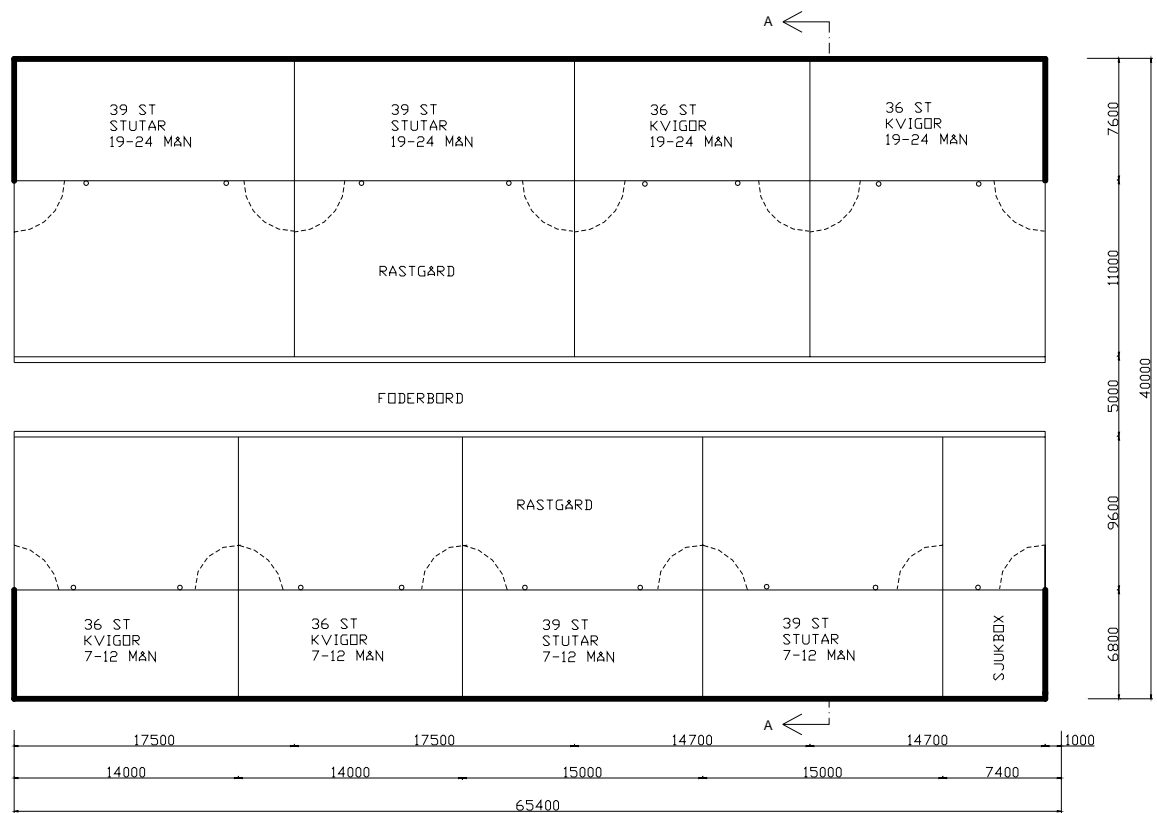 A
39 ST
STUTAR
19-24 MÅN
39 ST
STUTAR
19-24 MÅN
36 ST
KVIGOR
19-24 MÅN
36 ST
KVIGOR
19-24 MÅN
7600
RASTGÅRD
11000
FODERBORD
5000
40000
RASTGÅRD
9600
36 ST
KVIGOR
7-12 MÅN
36 ST
KVIGOR
7-12 MÅN
39 ST
STUTAR
7-12 MÅN
39 ST
STUTAR
7-12 MÅN
SJUKBOX
6800
A
17500
17500
14700
14700
1000
14000
14000
15000
15000
7400
65400